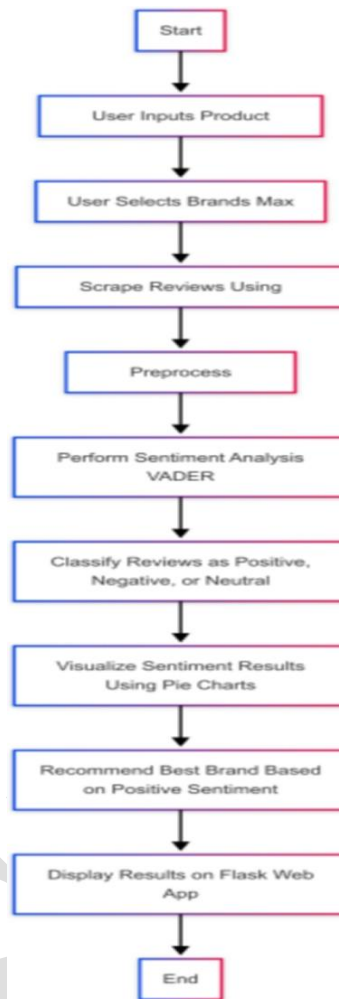 Start
User Inputs Product
User Selects Brands Max
Scrape Reviews Using
Preprocess
Perform Sentiment Analysis
VADER
Classify Reviews as Positive,
Negative, or Neutral
Visualize Sentiment Results
Using Pie Charts
Recommend Best Brand Based
on Positive Sentiment
Display Results on Flask Web
App
End